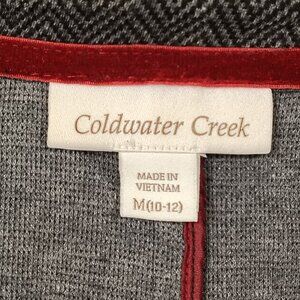 Coldwater Creek
MADE IN
VIETNAM
M(10-12)